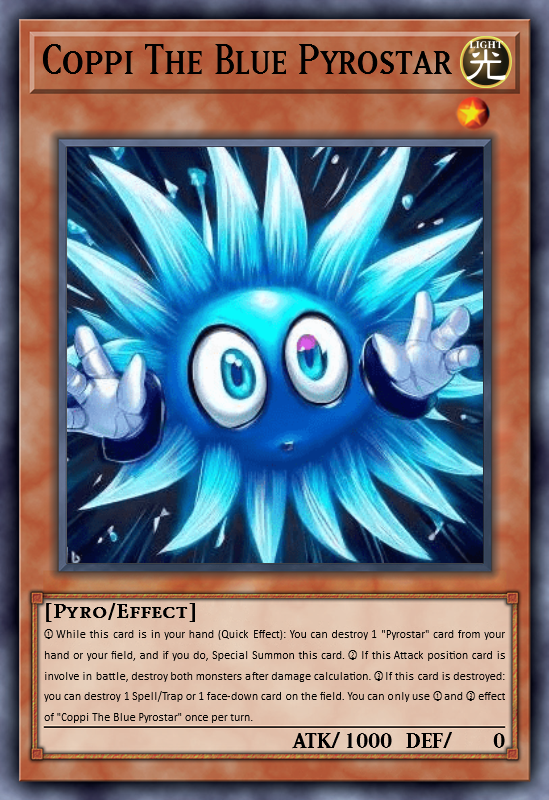 COPPI THE BLUE PYROSTAR
LIGHT
光
[PYRO/EFFECT]
① While this card is in your hand (Quick Effect): You can destroy 1 "Pyrostar" card from your
hand or your field, and if you do, Special Summon this card. ② If this Attack position card is
involve in battle, destroy both monsters after damage calculation. ② If this card is destroyed:
you can destroy 1 Spell/Trap or 1 face-down card on the field. You can only use ① and ② effect
of "Coppi The Blue Pyrostar" once per turn.
ATK/ 1000 DEF/ 0